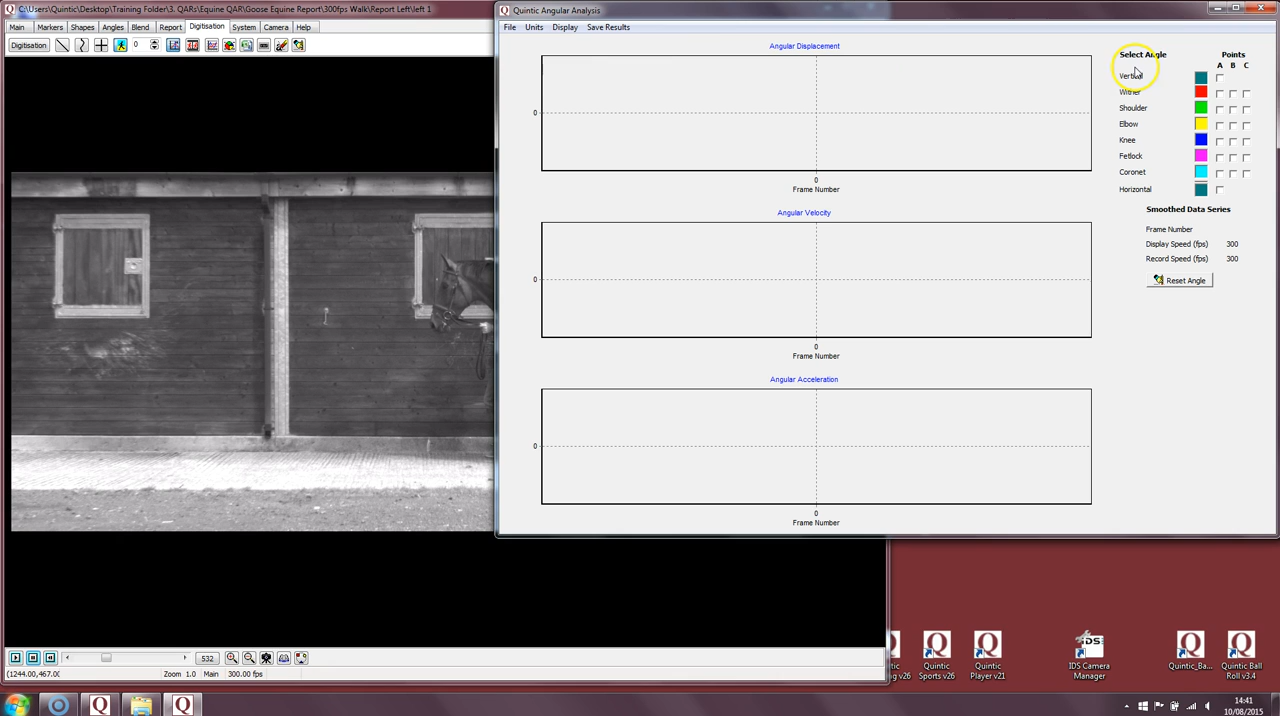 C:\Users\Quintic\Desktop\Training Folder\3. QARs\Equine QAR\Goose Equine Report\300fps Walk\Report Left\left 1
Main Markers Shapes Angles Blend Report Digitisation System Camera Help
Digitisation 0
Quintic Angular Analysis
File Units Display Save Results
Angular Displacement
0
0
Frame Number
Angular Velocity
0
0
Frame Number
Angular Acceleration
0
0
Frame Number
Select Angle Points
A B C
Vertical
Wither
Shoulder
Elbow
Knee
Fetlock
Coronet
Horizontal
Smoothed Data Series
Frame Number
Display Speed (fps) 300
Record Speed (fps) 300
Reset Angle
532
(1244.00,467.00 Zoom 1.0 Main 300.00 fps
Quintic Sports v26
Quintic Player v21
IDS Camera Manager
Quintic_Ba...
Quintic Ball Roll v3.4
14:41
10/08/2015